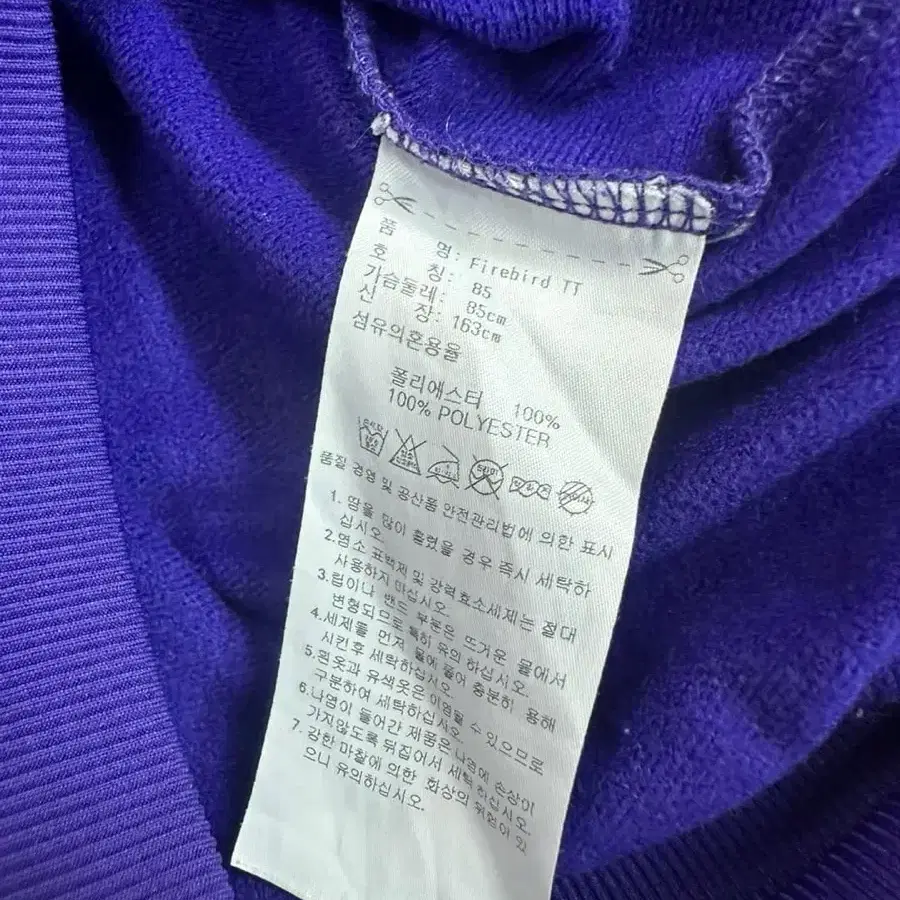 품 명: Firebird TT
호 칭: 85
가슴둘레: 85cm
신 장: 163cm
섬유의혼용율
폴리에스터 100%
100% POLYESTER
품질 경영 및 공산품 안전관리법에 의한 표시
1. 땀을 많이 흘렸을 경우 즉시 세탁하
십시오.
2.염소 표백제 및 강력효소세제는 절대
사용하지 마십시오.
3.립이나 밴드 부분은 뜨거운 물에서
변형되므로 특히 유의 하십시오.
4.세제를 먼저 물에 풀어 충분히 용해
시킨후 세탁하십시오.
5.흰옷과 유색옷은 이염될 수 있으므로
구분하여 세탁하십시오.
6.나염이 들어간 제품은 나염에 손상이
가지않도록 뒤집어서 세탁 하십시오.
7. 강한 마찰에 의한 화상의 위험이 있
으니 유의하십시오.